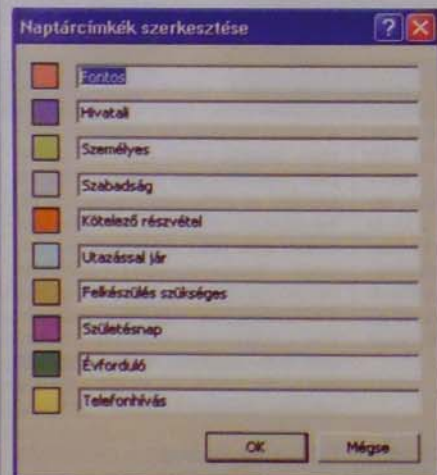 Naptárcímkék szerkesztése
Fontos
Hivatali
Személyes
Szabadság
Kötelező részvétel
Utazással jár
Felkészülés szükséges
Születésnap
Évforduló
Telefonhívás
OK Mégse